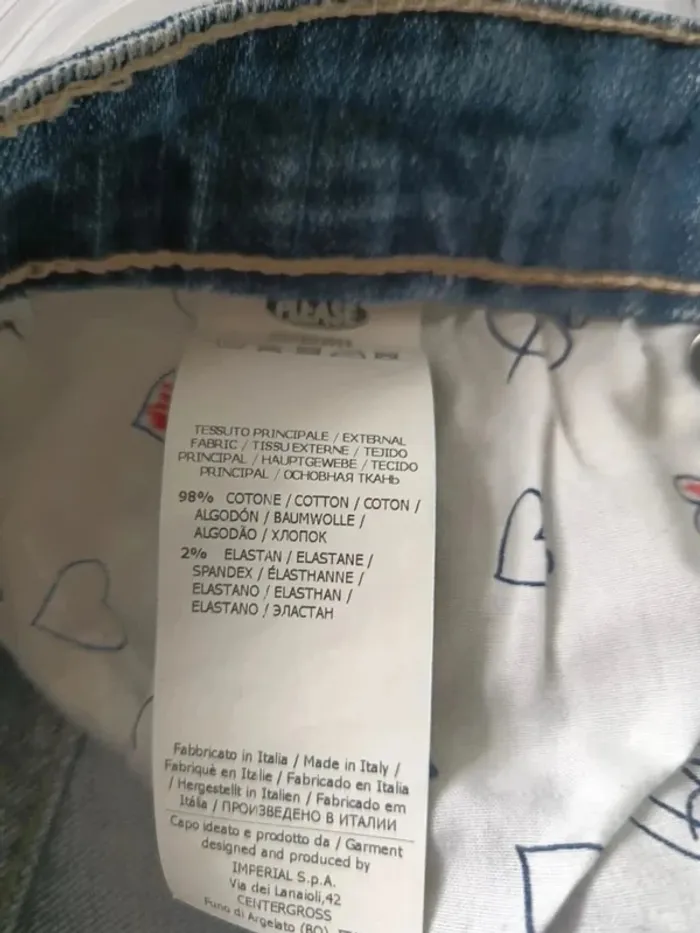 PLEASE
TESSUTO PRINCIPALE / EXTERNAL
FABRIC / TISSU EXTERNE / TEJIDO
PRINCIPAL / HAUPTGEWEBE / TECIDO
PRINCIPAL / ОСНОВНАЯ ТКАНЬ
98% COTONE / COTTON / COTON /
ALGODÓN / BAUMWOLLE /
ALGODÃO / ХЛОПОК
2% ELASTAN / ELASTANE /
SPANDEX / ÉLASTHANNE /
ELASTANO / ELASTHAN /
ELASTANO / ЭЛАСТАН
Fabbricato in Italia / Made in Italy /
Fabriqué en Italie / Fabricado en Italia
/ Hergestellt in Italien / Fabricado em
Itália / ПРОИЗВЕДЕНО В ИТАЛИИ
Capo ideato e prodotto da / Garment
designed and produced by
IMPERIAL S.p.A.
Via dei Lanaioli,42
CENTERGROSS
Funo di Argelato (BO)